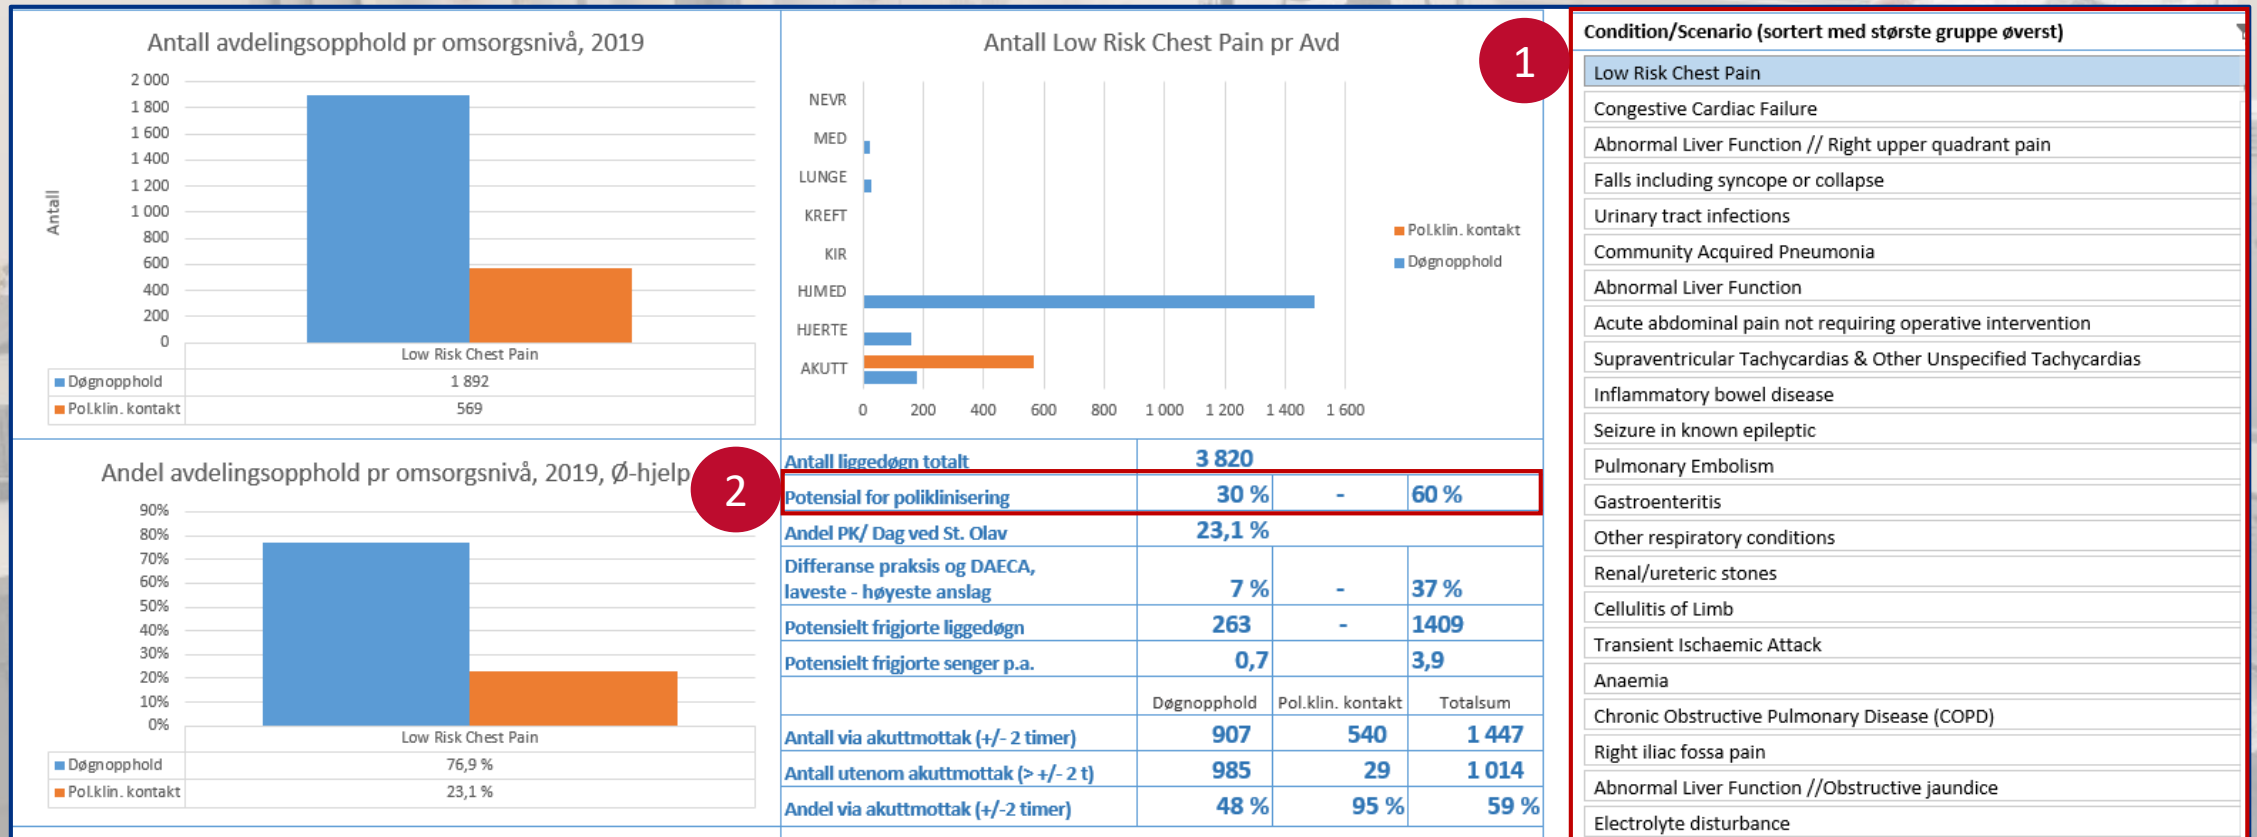 Antall avdelingsopphold pr omsorgsnivå, 2019
2 000
1 800
1 600
1 400
1 200
1 000
800
600
400
200
0
Antall
Low Risk Chest Pain
Døgnopphold 1 892
Pol.klin. kontakt 569
Antall Low Risk Chest Pain pr Avd
NEVR
MED
LUNGE
KREFT
KIR
HJMED
HJERTE
AKUTT
0 200 400 600 800 1 000 1 200 1 400 1 600
Pol.klin. kontakt
Døgnopphold
Andel avdelingsopphold pr omsorgsnivå, 2019, Ø-hjelp
90%
80%
70%
60%
50%
40%
30%
20%
10%
0%
Low Risk Chest Pain
Døgnopphold 76,9 %
Pol.klin. kontakt 23,1 %
2
Antall liggedøgn totalt 3 820
Potensial for poliklinisering 30 % - 60 %
Andel PK/ Dag ved St. Olav 23,1 %
Differanse praksis og DAECA,
laveste - høyeste anslag 7 % - 37 %
Potensielt frigjorte liggedøgn 263 - 1409
Potensielt frigjorte senger p.a. 0,7 3,9
Døgnopphold Pol.klin. kontakt Totalsum
Antall via akuttmottak (+/- 2 timer) 907 540 1 447
Antall utenom akuttmottak (> +/- 2 t) 985 29 1 014
Andel via akuttmottak (+/-2 timer) 48 % 95 % 59 %
1
Condition/Scenario (sortert med største gruppe øverst)
Low Risk Chest Pain
Congestive Cardiac Failure
Abnormal Liver Function // Right upper quadrant pain
Falls including syncope or collapse
Urinary tract infections
Community Acquired Pneumonia
Abnormal Liver Function
Acute abdominal pain not requiring operative intervention
Supraventricular Tachycardias & Other Unspecified Tachycardias
Inflammatory bowel disease
Seizure in known epileptic
Pulmonary Embolism
Gastroenteritis
Other respiratory conditions
Renal/ureteric stones
Cellulitis of Limb
Transient Ischaemic Attack
Anaemia
Chronic Obstructive Pulmonary Disease (COPD)
Right iliac fossa pain
Abnormal Liver Function //Obstructive jaundice
Electrolyte disturbance